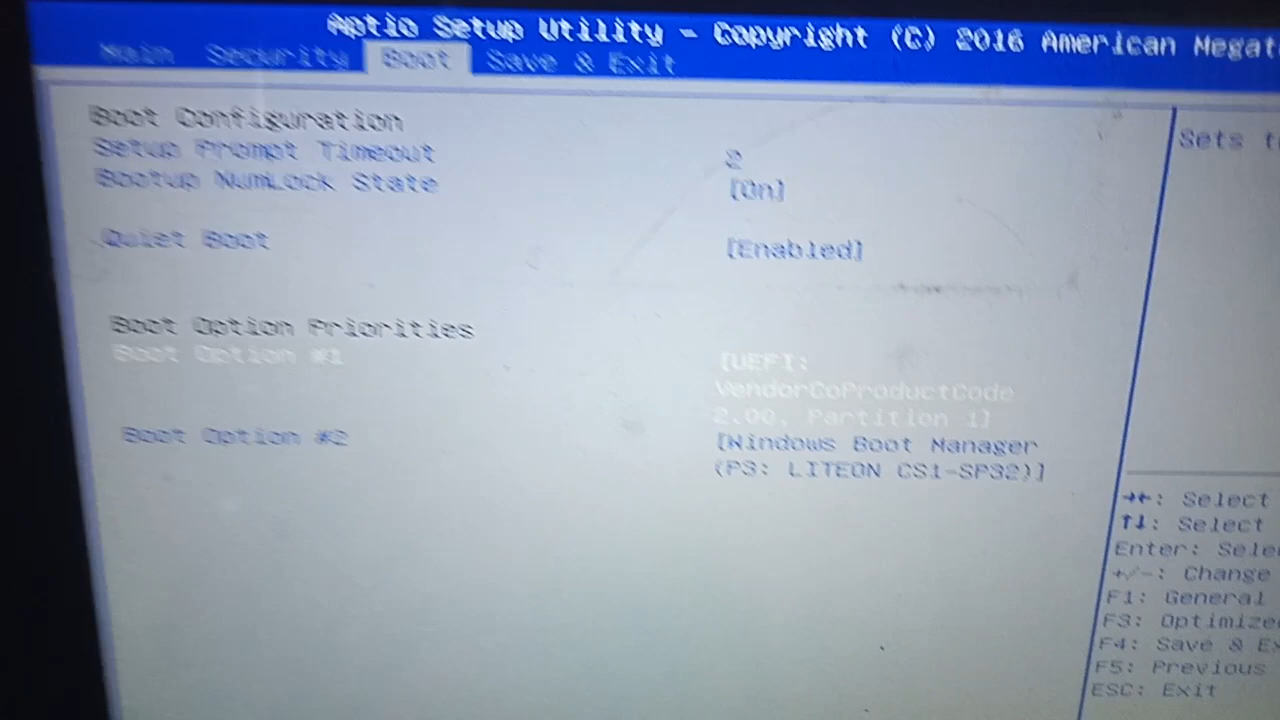 Aptio Setup Utility - Copyright (C) 2016 American Megat
Main Security Boot Save & Exit
Boot Configuration
Setup Prompt Timeout 2
Bootup NumLock State [On]
Quiet Boot [Enabled]
Boot Option Priorities
Boot Option #1 [UEFI:
VendorCoProductCode
2.00, Partition 1]
Boot Option #2 [Windows Boot Manager
(P3: LITEON CS1-SP32)]
Sets t
→←: Select
↑↓: Select
Enter: Sele
+/-: Change
F1: General
F3: Optimize
F4: Save & Ex
F5: Previous
ESC: Exit